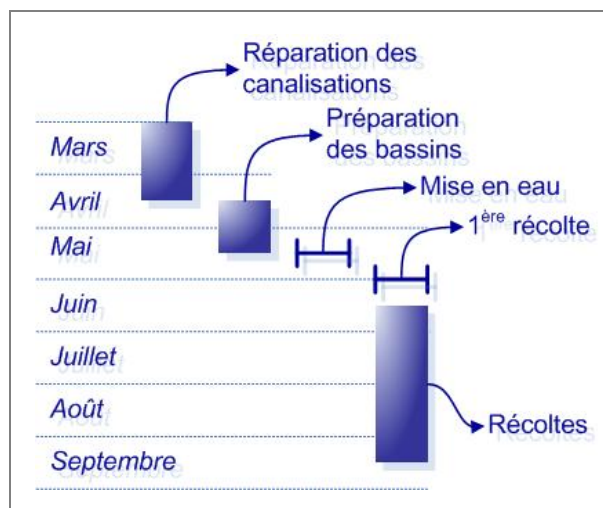 Réparation des
canalisations
Préparation
des bassins
Mars
Avril
Mise en eau
Mai
1ère récolte
Juin
Juillet
Août
Récoltes
Septembre